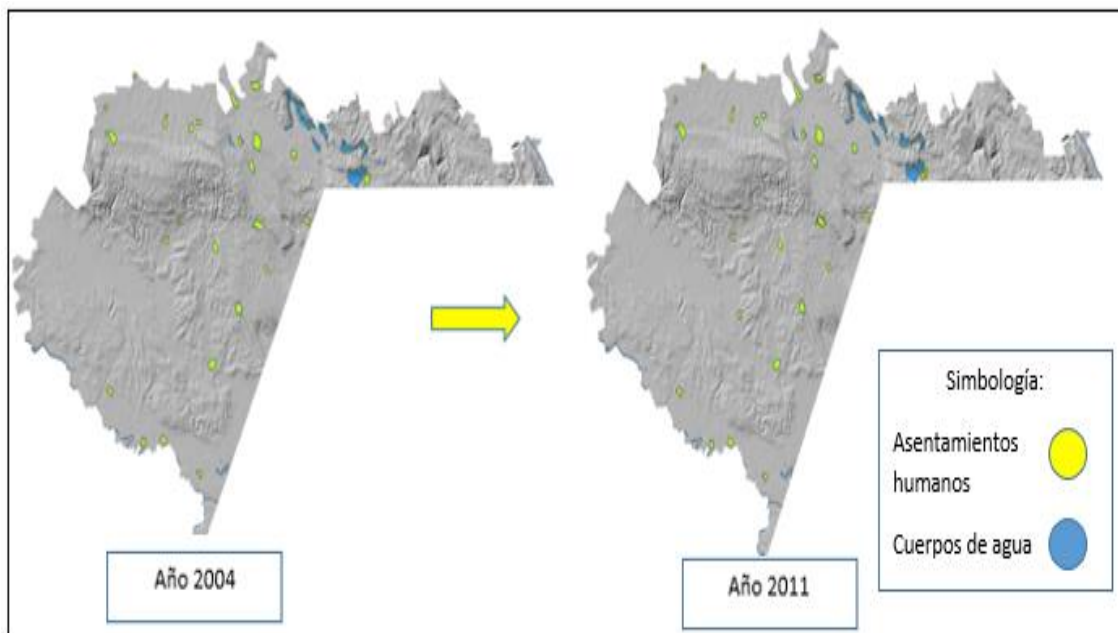 Año 2004
Año 2011
Simbología:
Asentamientos
humanos
Cuerpos de agua